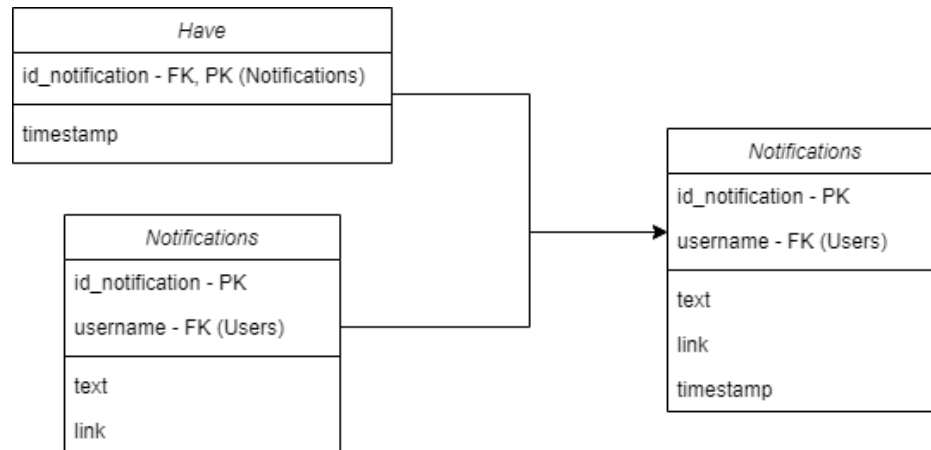 Have
id_notification - FK, PK (Notifications)
timestamp
Notifications
id_notification - PK
username - FK (Users)
text
link
Notifications
id_notification - PK
username - FK (Users)
text
link
timestamp